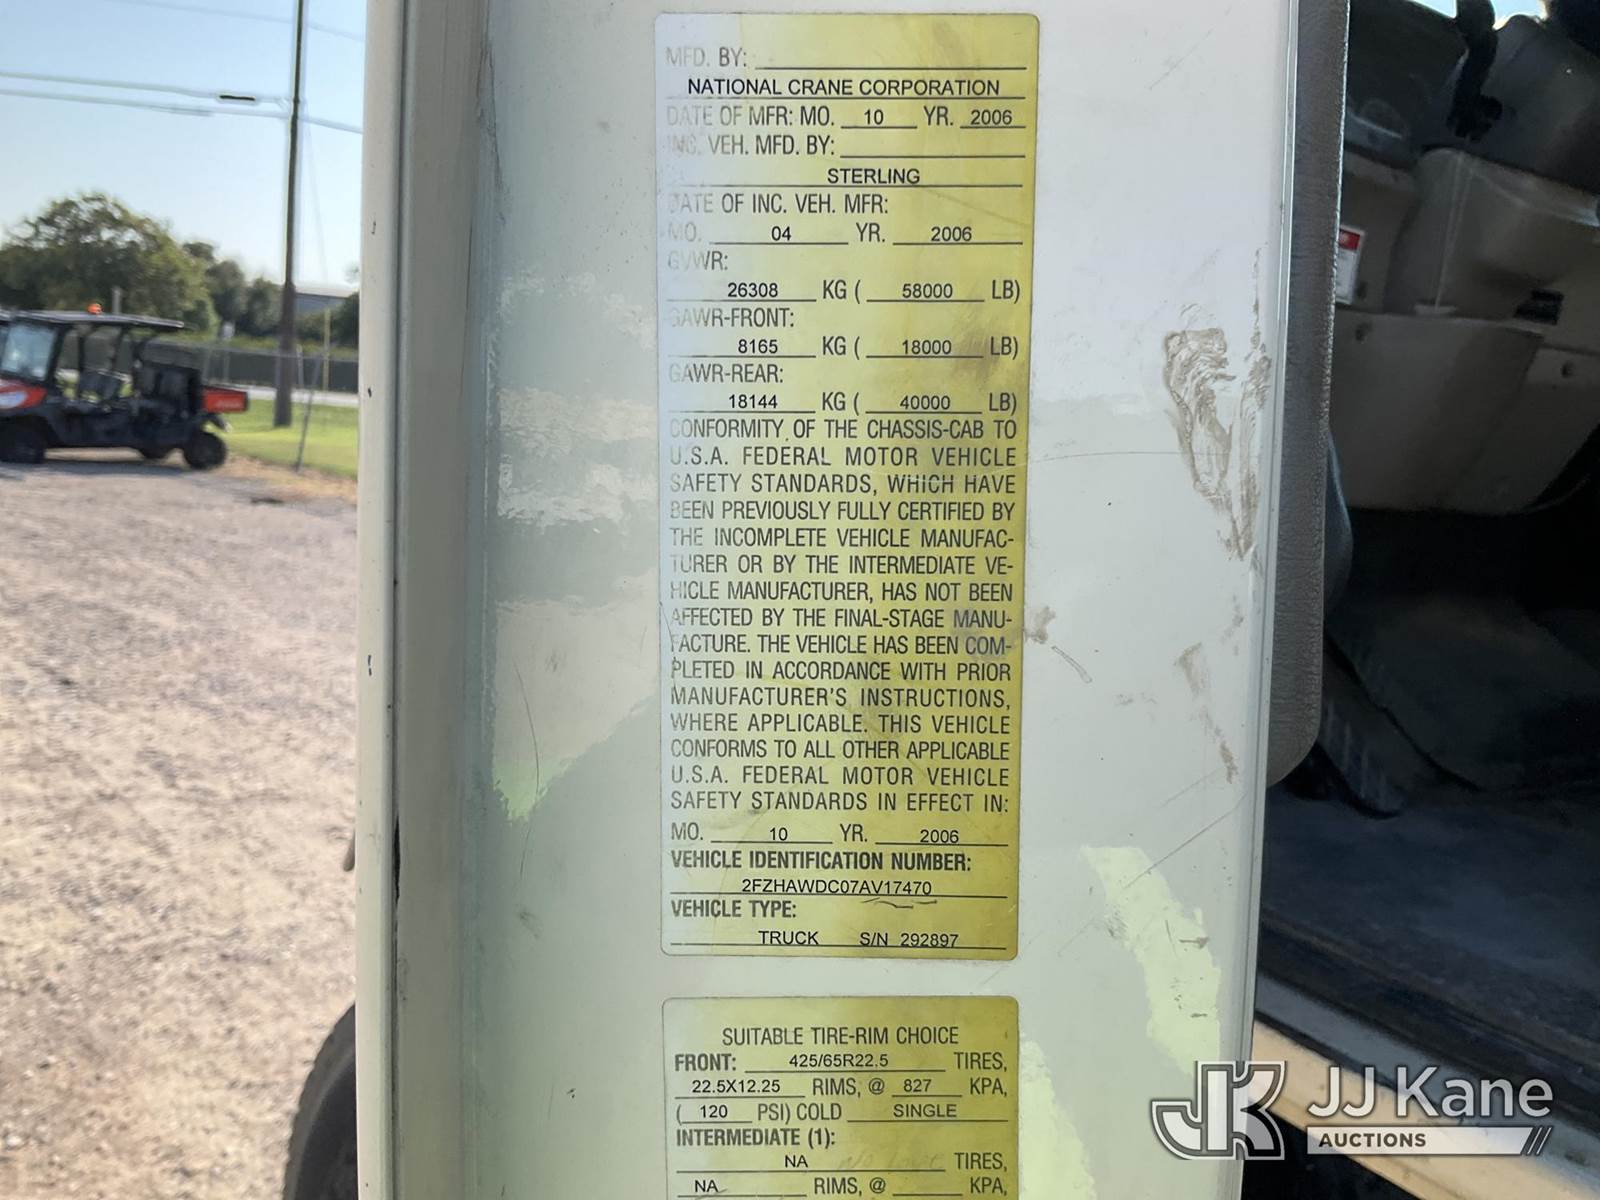 MFD. BY:
NATIONAL CRANE CORPORATION
DATE OF MFR: MO. 10 YR. 2006
INC. VEH. MFD. BY:
STERLING
DATE OF INC. VEH. MFR:
MO. 04 YR. 2006
GVWR:
26308 KG ( 58000 LB)
GAWR-FRONT:
8165 KG ( 18000 LB)
GAWR-REAR:
18144 KG ( 40000 LB)
CONFORMITY OF THE CHASSIS-CAB TO
U.S.A. FEDERAL MOTOR VEHICLE
SAFETY STANDARDS, WHICH HAVE
BEEN PREVIOUSLY FULLY CERTIFIED BY
THE INCOMPLETE VEHICLE MANUFAC-
TURER OR BY THE INTERMEDIATE VE-
HICLE MANUFACTURER, HAS NOT BEEN
AFFECTED BY THE FINAL-STAGE MANU-
FACTURE. THE VEHICLE HAS BEEN COM-
PLETED IN ACCORDANCE WITH PRIOR
MANUFACTURER'S INSTRUCTIONS,
WHERE APPLICABLE. THIS VEHICLE
CONFORMS TO ALL OTHER APPLICABLE
U.S.A. FEDERAL MOTOR VEHICLE
SAFETY STANDARDS IN EFFECT IN:
MO. 10 YR. 2006
VEHICLE IDENTIFICATION NUMBER:
2FZHAWDC07AV17470
VEHICLE TYPE:
TRUCK S/N 292897
SUITABLE TIRE-RIM CHOICE
FRONT: 425/65R22.5 TIRES,
22.5X12.25 RIMS, @ 827 KPA,
( 120 PSI) COLD SINGLE
INTERMEDIATE (1):
NA TIRES,
NA RIMS, @ KPA,
JK JJ Kane
AUCTIONS